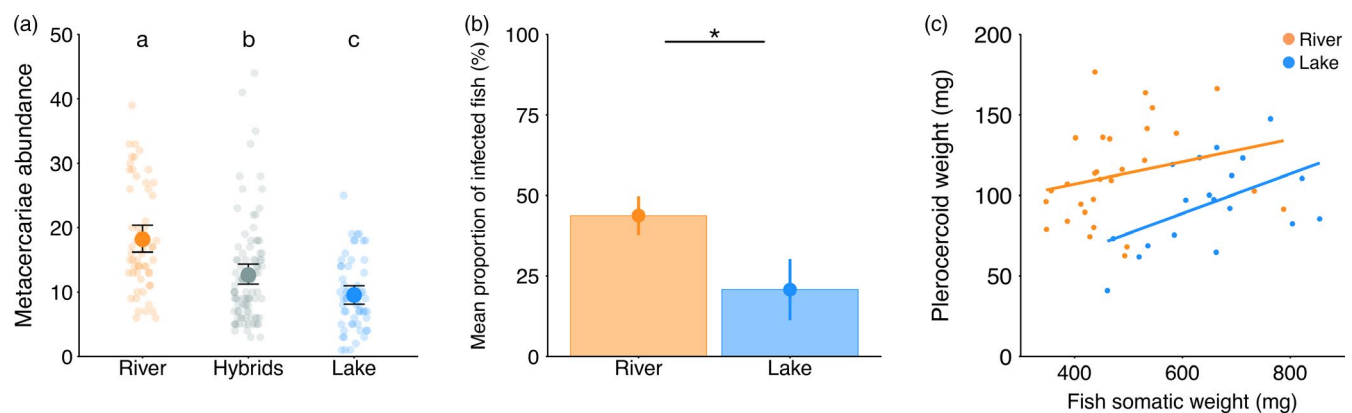 (a)
Metacercariae abundance
50
40
30
20
10
0
a
b
c
River
Hybrids
Lake
(b)
Mean proportion of infected fish (%)
100
75
50
25
0
*
River
Lake
(c)
River
Lake
Plerocercoid weight (mg)
200
150
100
50
0
400
600
800
Fish somatic weight (mg)